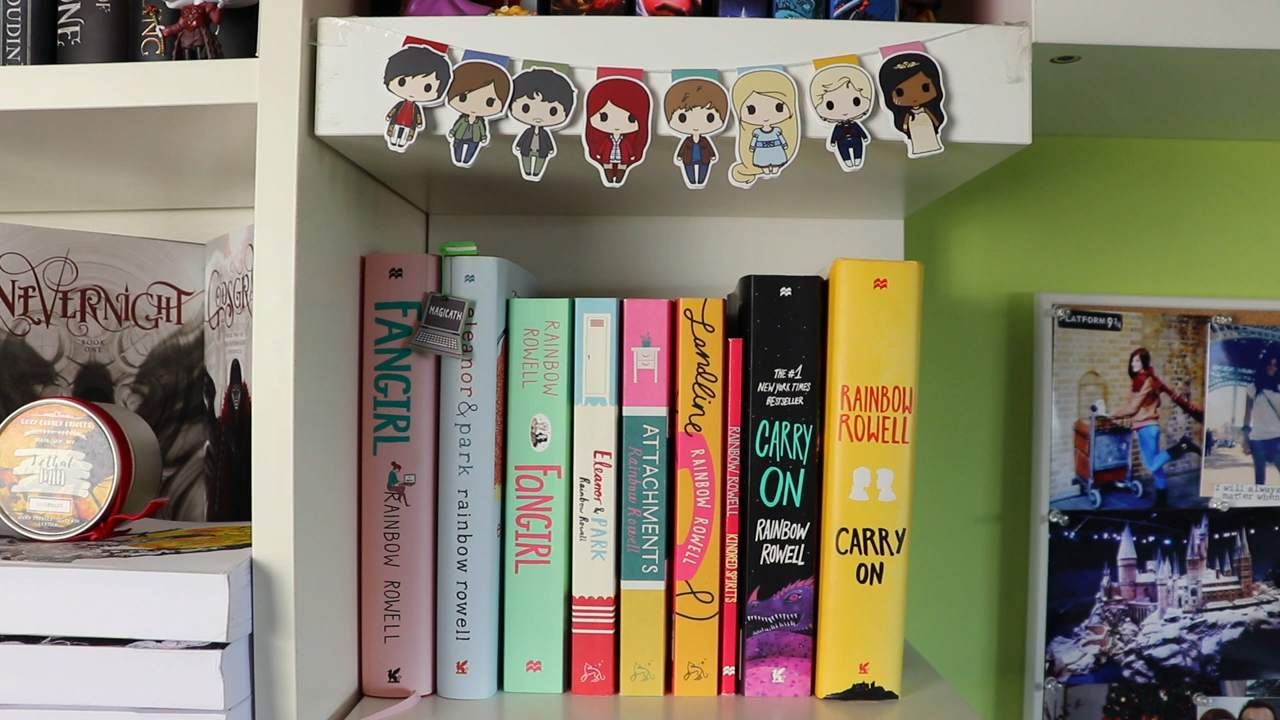 NEVERNIGHT
BOOK
ONE
FANGIRL
RAINBOW ROWELL
MAGICATH
eleanor & park rainbow rowell
RAINBOW
ROWELL
FANGIRL
Eleanor & PARK
Rainbow Rowell
ATTACHMENTS
Rainbow Rowell
Landline
RAINBOW ROWELL
RAINBOW ROWELL KINDRED SPIRITS
THE #1
NEW YORK TIMES
BESTSELLER
CARRY
ON
RAINBOW
ROWELL
RAINBOW
ROWELL
CARRY
ON
PLATFORM 9¾